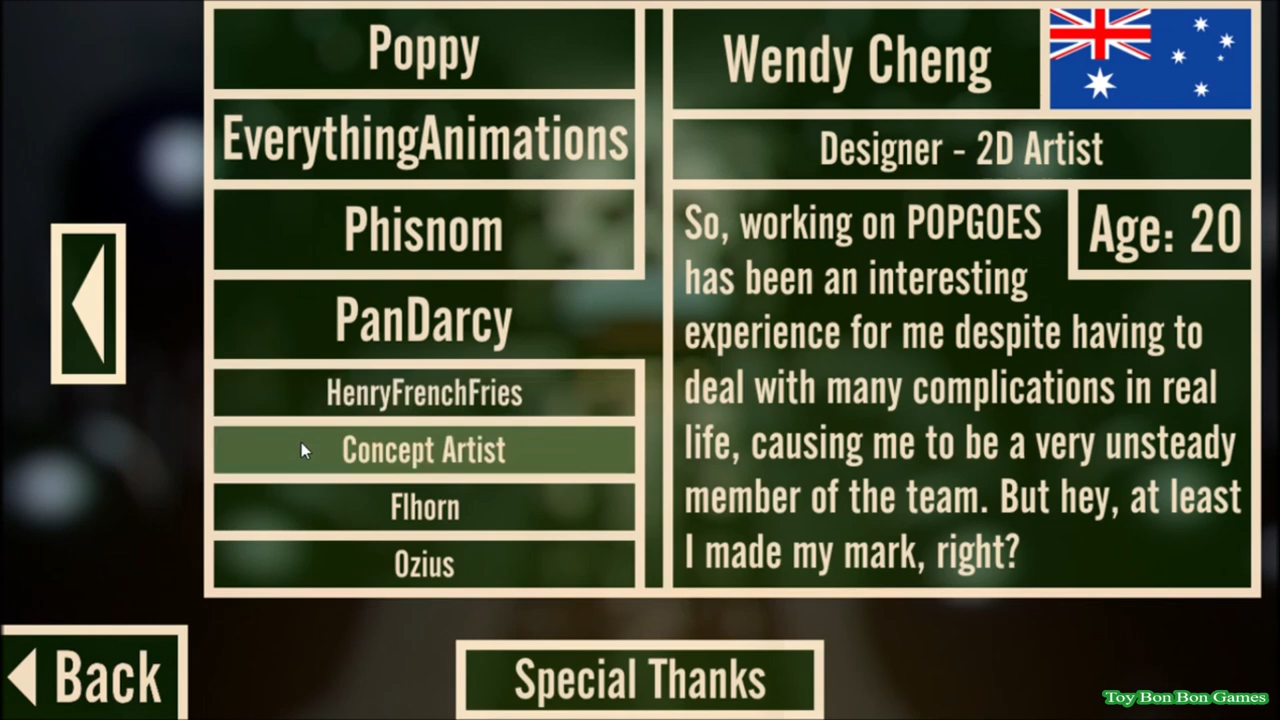 Poppy
EverythingAnimations
Phisnom
PanDarcy
HenryFrenchFries
Concept Artist
Flhorn
Ozius
Back
Wendy Cheng
Designer - 2D Artist
Age: 20
So, working on POPGOES
has been an interesting
experience for me despite having to
deal with many complications in real
life, causing me to be a very unsteady
member of the team. But hey, at least
I made my mark, right?
Special Thanks
Toy Bon Bon Games